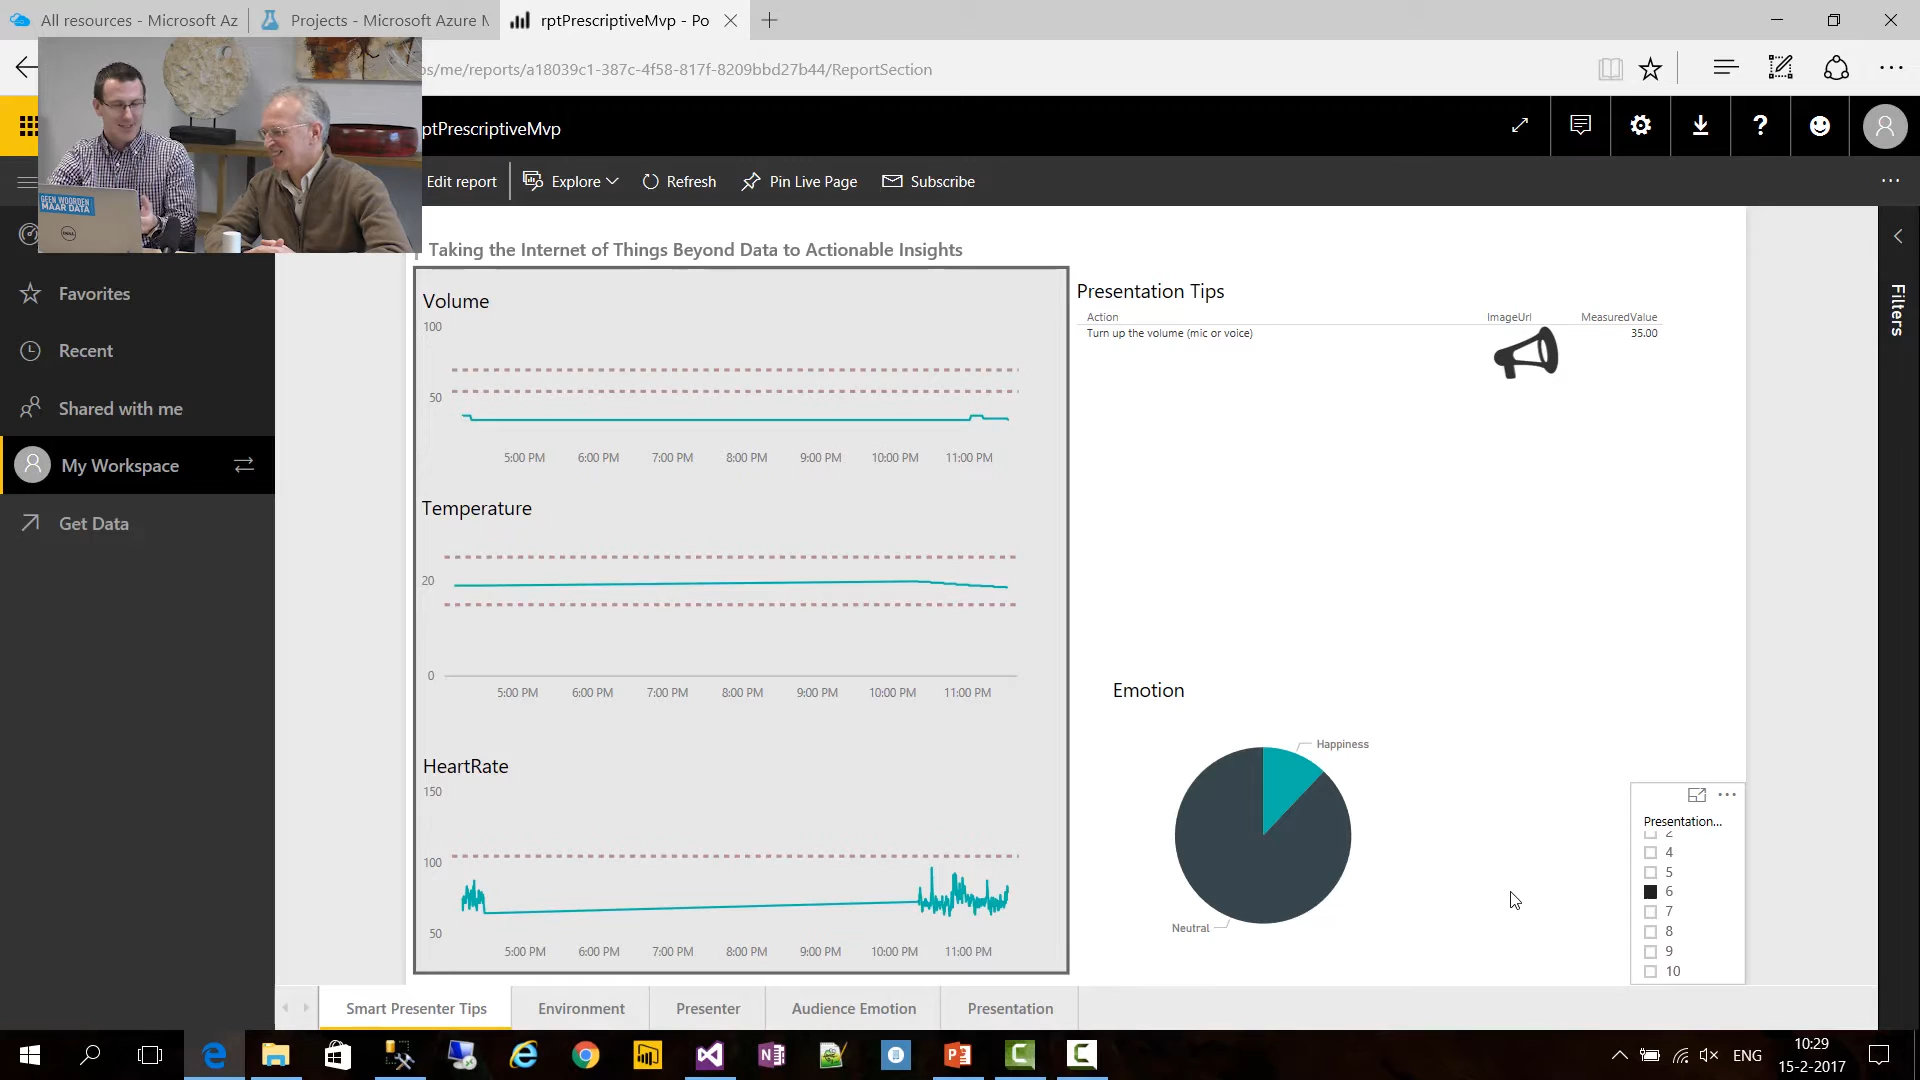 All resources - Microsoft Az
Projects - Microsoft Azure M
rptPrescriptiveMvp - Po
os/me/reports/a18039c1-387c-4f58-817f-8209bbd27b44/ReportSection
ptPrescriptiveMvp
?
Edit report
Explore
Refresh
Pin Live Page
Subscribe
GEEN WOORDEN
MAAR DATA
DELL
Favorites
Recent
Shared with me
My Workspace
Get Data
Taking the Internet of Things Beyond Data to Actionable Insights
Volume
100
50
5:00 PM 6:00 PM 7:00 PM 8:00 PM 9:00 PM 10:00 PM 11:00 PM
Temperature
20
0
5:00 PM 6:00 PM 7:00 PM 8:00 PM 9:00 PM 10:00 PM 11:00 PM
HeartRate
150
100
50
5:00 PM 6:00 PM 7:00 PM 8:00 PM 9:00 PM 10:00 PM 11:00 PM
Presentation Tips
Action ImageUrl MeasuredValue
Turn up the volume (mic or voice) 35.00
Emotion
Happiness
Neutral
Presentation...
2
4
5
6
7
8
9
10
Filters
Smart Presenter Tips
Environment
Presenter
Audience Emotion
Presentation
ENG
10:29
15-2-2017